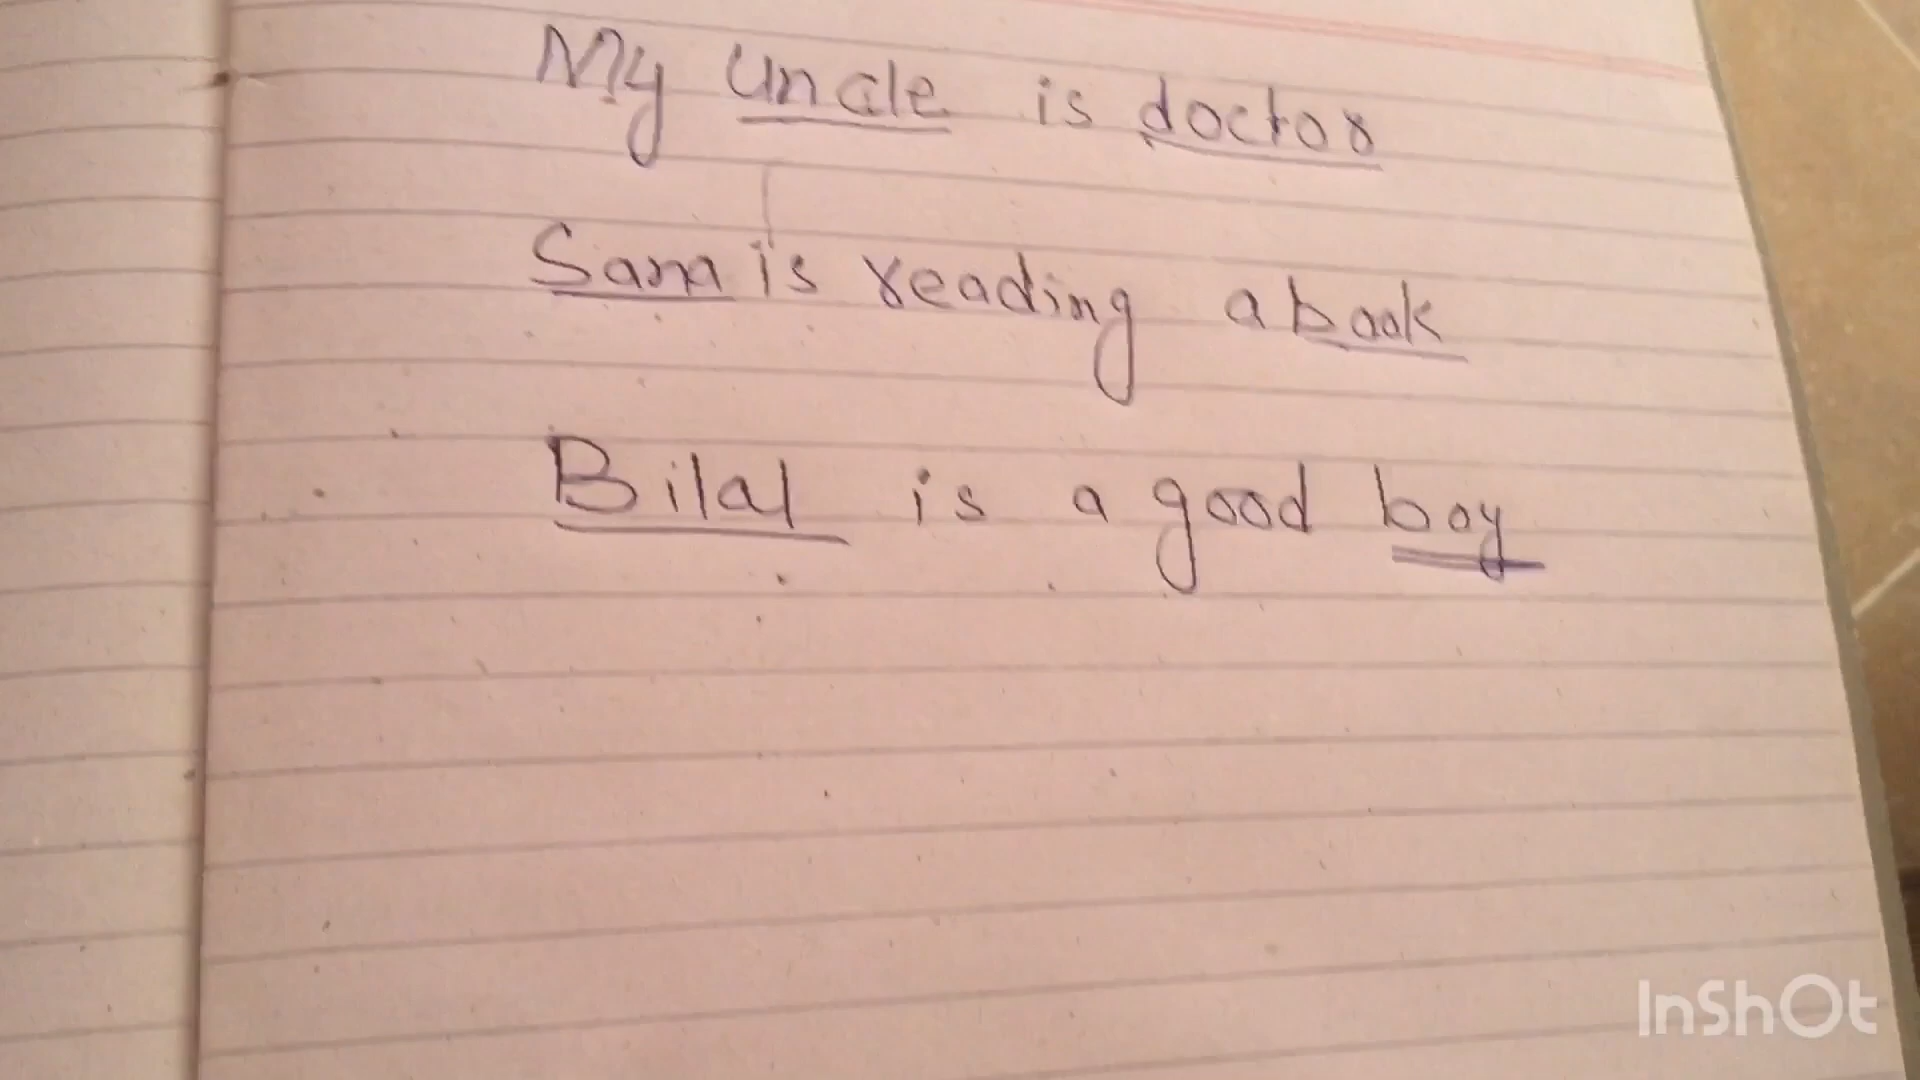 My uncle is doctor
Sana is reading a book
Bilal is a good boy
InShOt